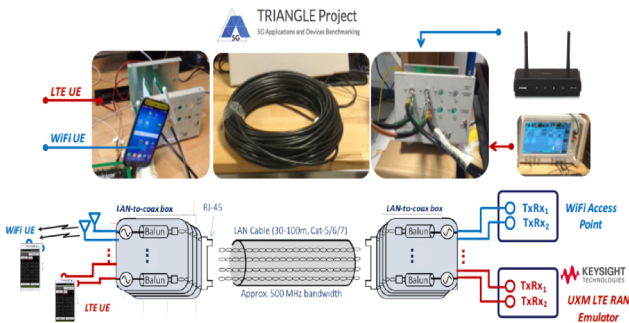 TRIANGLE Project
5G
5G Applications and Devices Benchmarking
LTE UE
WiFi UE
LAN-to-coax box
RJ-45
LAN-to-coax box
WiFi UE
Balun
LAN Cable (30-100m, Cat-5/6/7)
Balun
TxRx1
TxRx2
WiFi Access
Point
Balun
Approx. 500 MHz bandwidth
Balun
LTE UE
TxRx1
TxRx2
KEYSIGHT
TECHNOLOGIES
UXM LTE RAN
Emulator